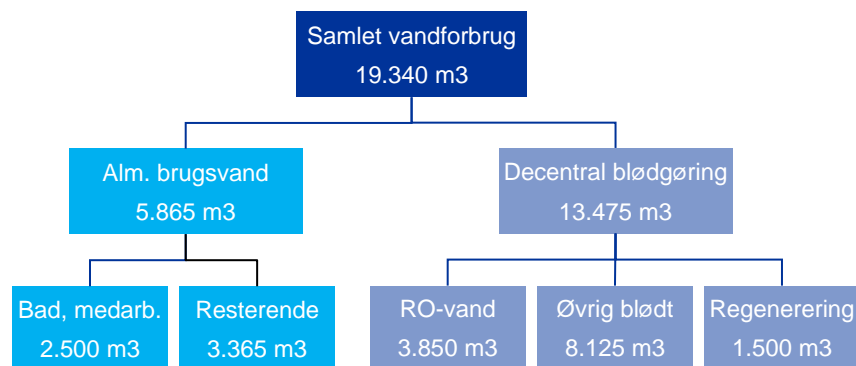 Samlet vandforbrug
19.340 m3
Alm. brugsvand
5.865 m3
Decentral blødgøring
13.475 m3
Bad, medarb.
2.500 m3
Resterende
3.365 m3
RO-vand
3.850 m3
Øvrig blødt
8.125 m3
Regenerering
1.500 m3